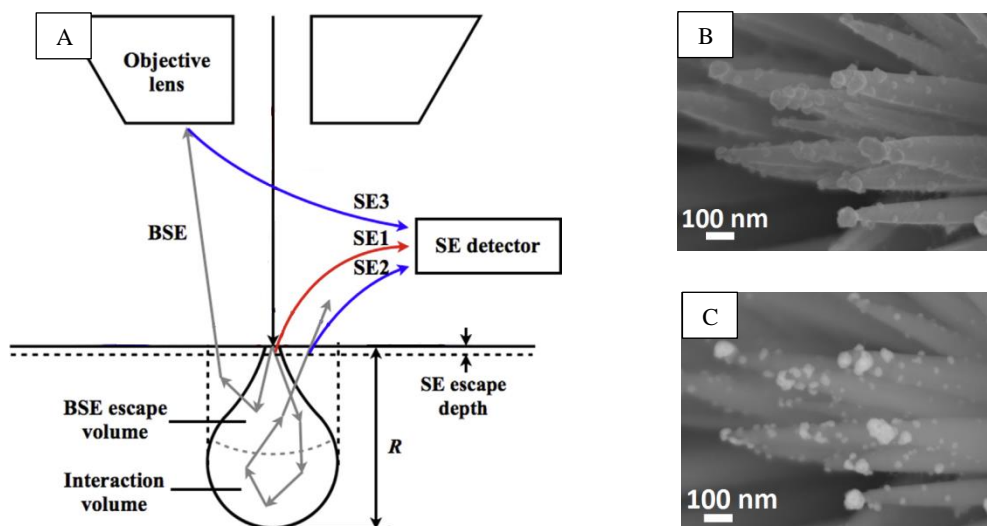 A
Objective
lens
BSE
SE3
SE1
SE2
SE detector
SE escape
depth
BSE escape
volume
R
Interaction
volume
B
100 nm
C
100 nm